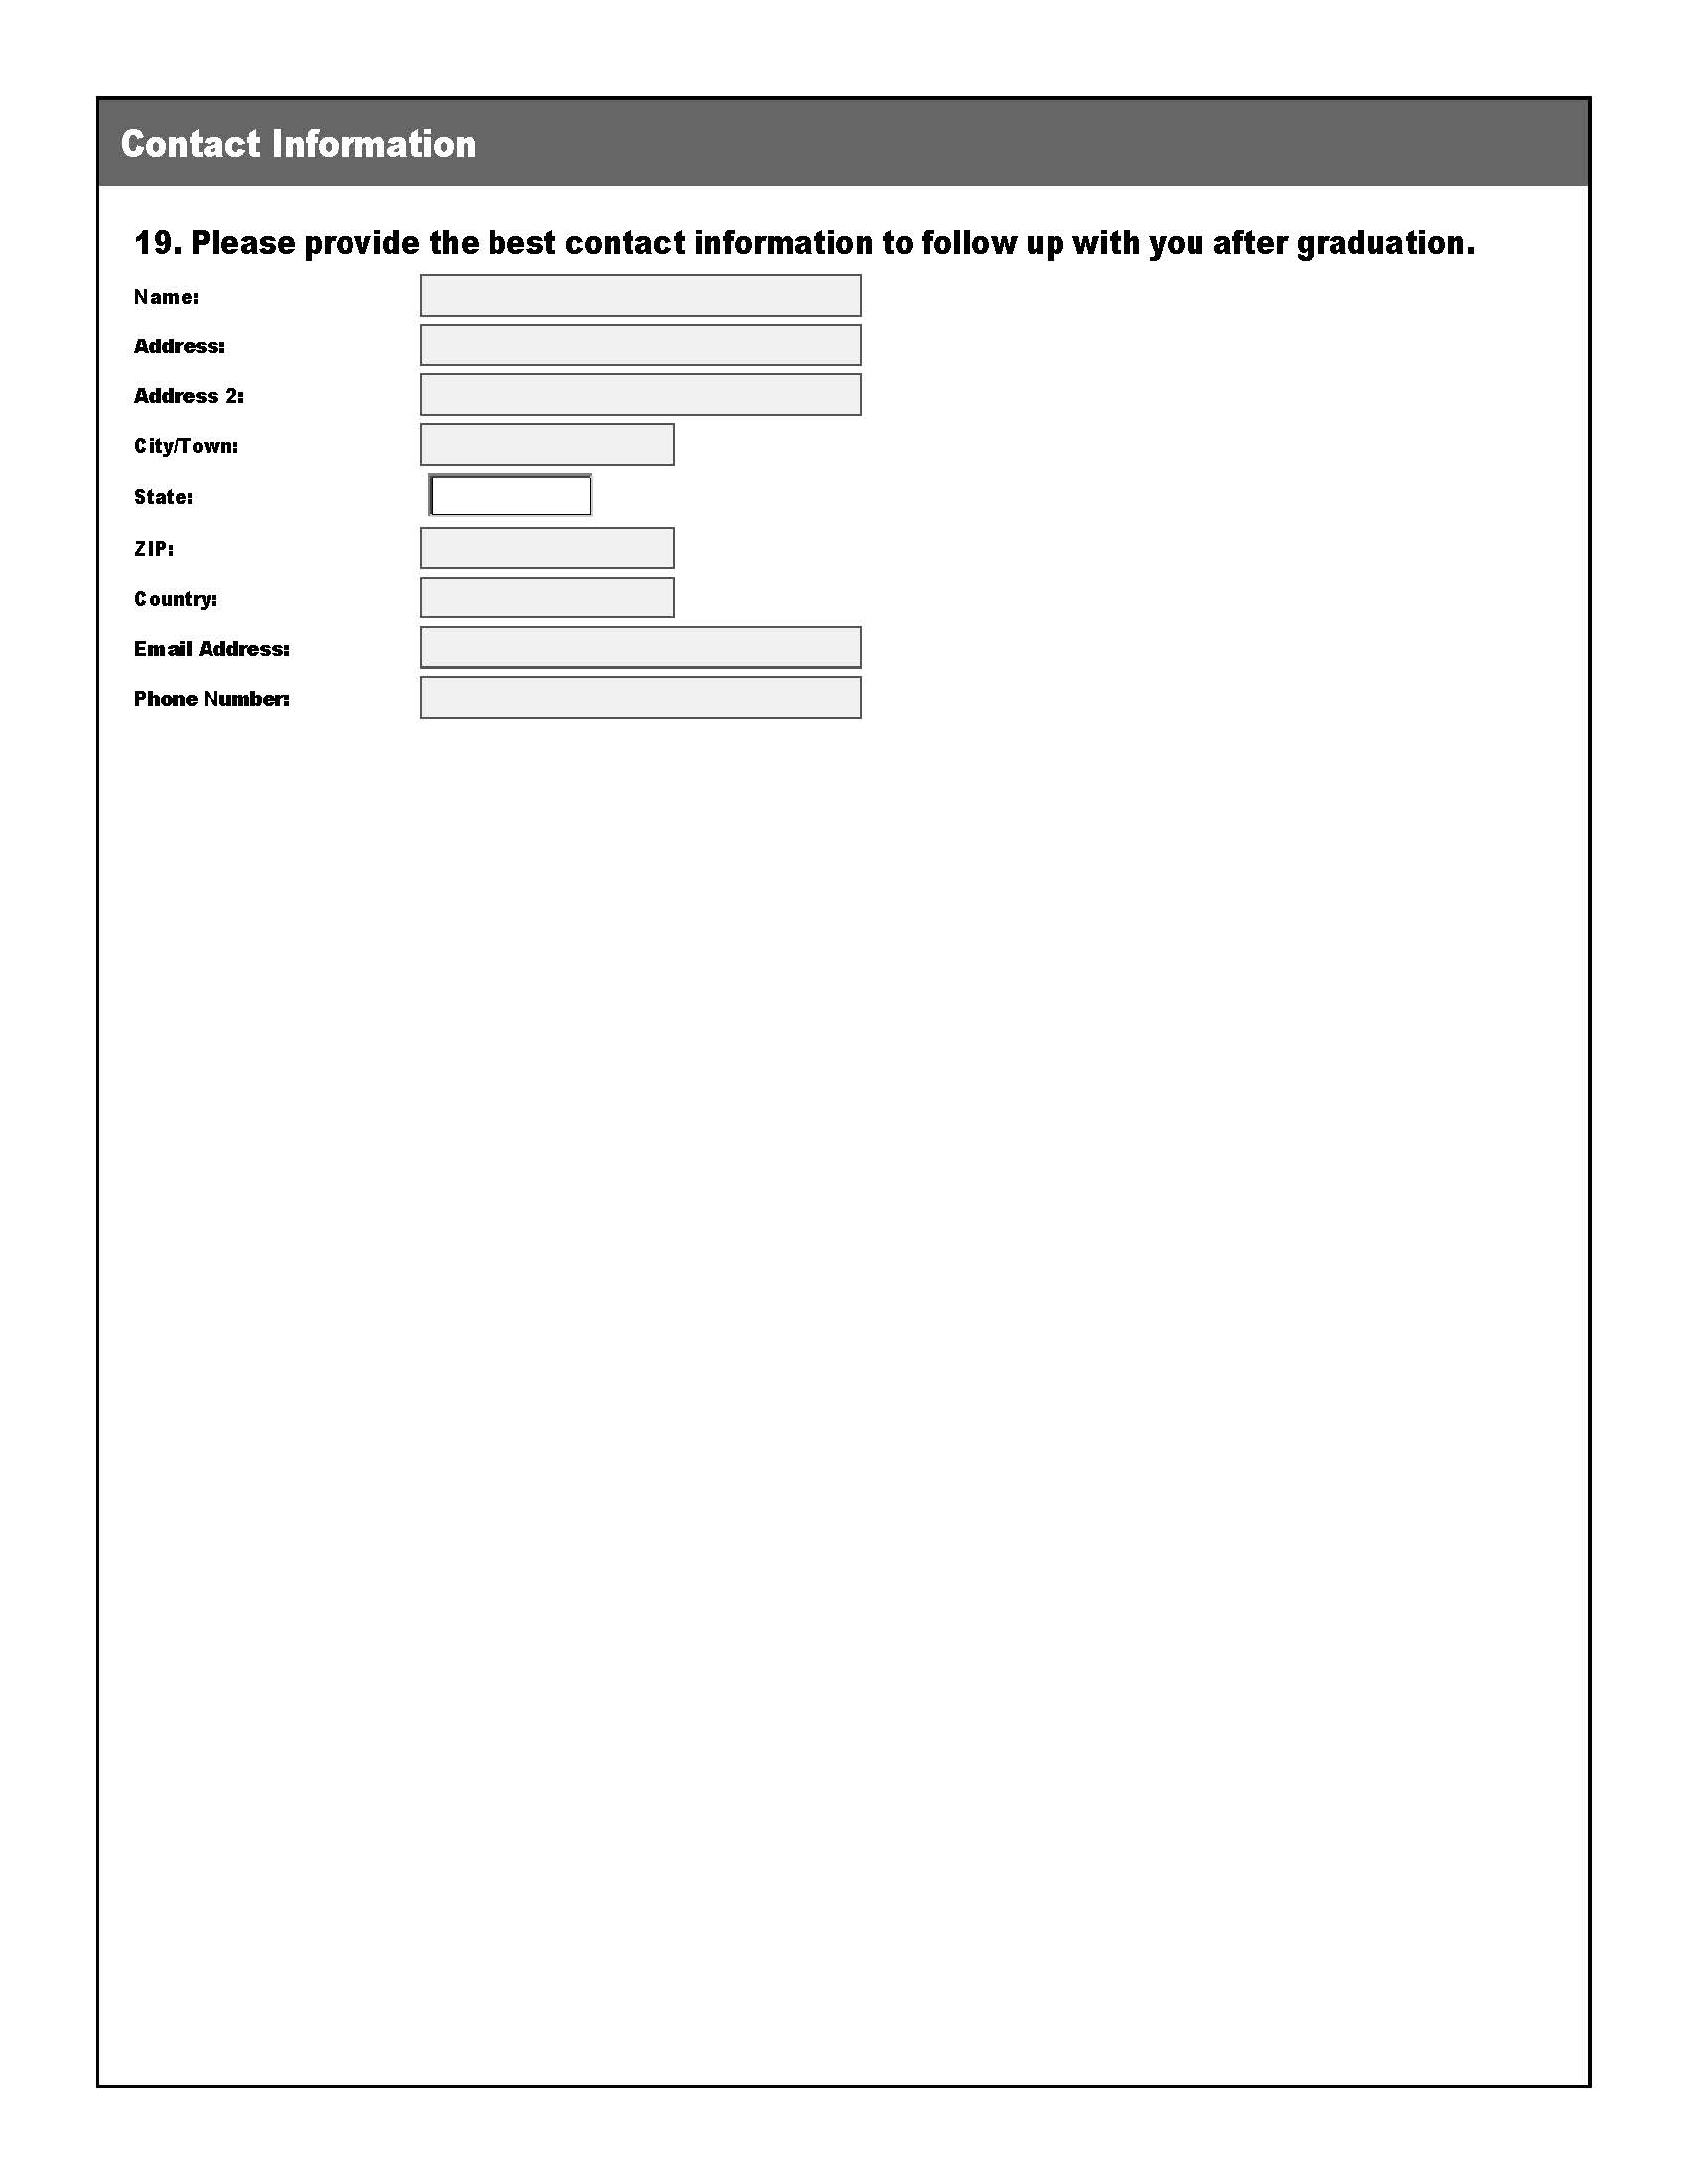 Contact Information
19. Please provide the best contact information to follow up with you after graduation.
Name:
Address:
Address 2:
City/Town:
State:
ZIP:
Country:
Email Address:
Phone Number: